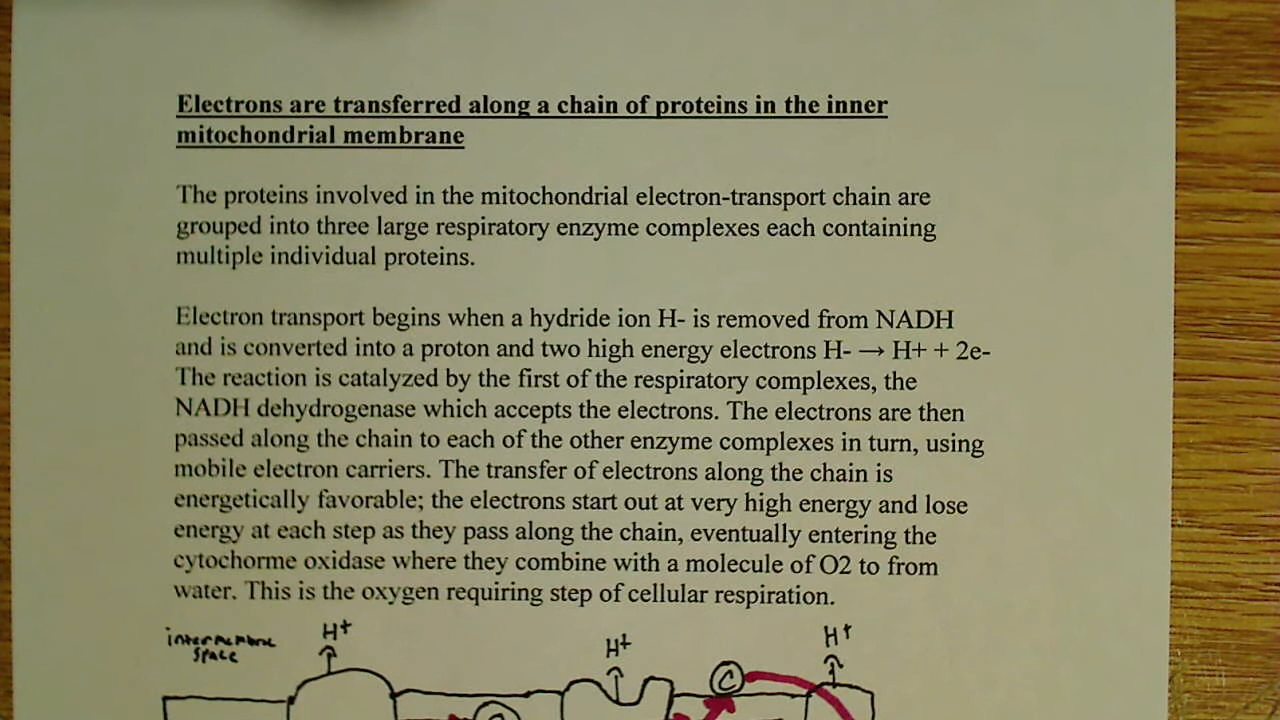 Electrons are transferred along a chain of proteins in the inner
mitochondrial membrane
The proteins involved in the mitochondrial electron-transport chain are
grouped into three large respiratory enzyme complexes each containing
multiple individual proteins.
Electron transport begins when a hydride ion H- is removed from NADH
and is converted into a proton and two high energy electrons H- → H+ + 2e-
The reaction is catalyzed by the first of the respiratory complexes, the
NADH dehydrogenase which accepts the electrons. The electrons are then
passed along the chain to each of the other enzyme complexes in turn, using
mobile electron carriers. The transfer of electrons along the chain is
energetically favorable; the electrons start out at very high energy and lose
energy at each step as they pass along the chain, eventually entering the
cytochorme oxidase where they combine with a molecule of O2 to from
water. This is the oxygen requiring step of cellular respiration.
intermembrane
space
H+
H+
H+
C